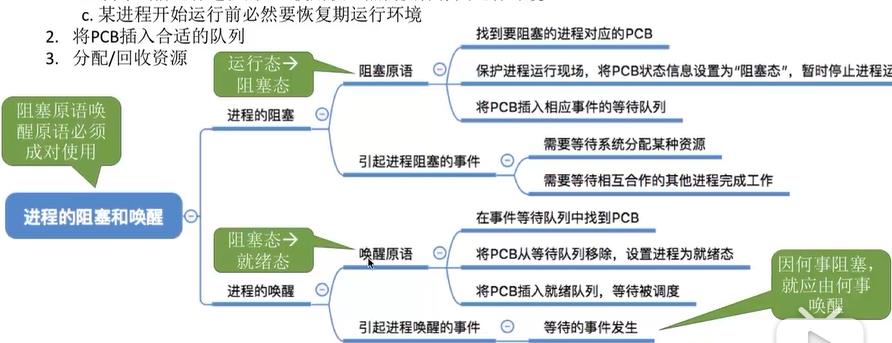 c. 某进程开始运行前必然要恢复期运行环境
2. 将PCB插入合适的队列
3. 分配/回收资源
运行态→
阻塞态
阻塞原语
找到要阻塞的进程对应的PCB
保护进程运行现场，将PCB状态信息设置为“阻塞态”，暂时停止进程运
将PCB插入相应事件的等待队列
进程的阻塞
引起进程阻塞的事件
需要等待系统分配某种资源
需要等待相互合作的其他进程完成工作
阻塞原语唤
醒原语必须
成对使用
进程的阻塞和唤醒
阻塞态→
就绪态
唤醒原语
在事件等待队列中找到PCB
将PCB从等待队列移除，设置进程为就绪态
将PCB插入就绪队列，等待被调度
进程的唤醒
引起进程唤醒的事件
等待的事件发生
因何事阻塞，
就应由何事
唤醒